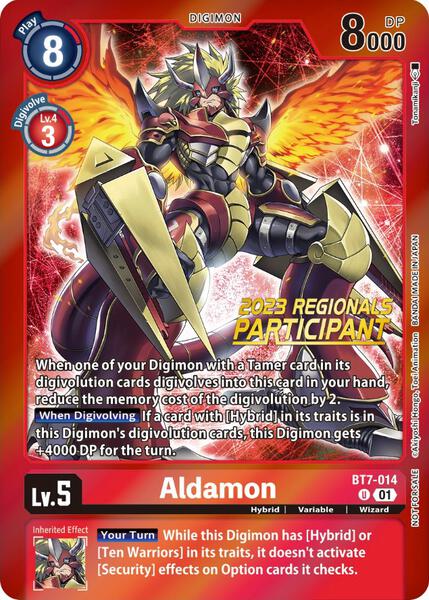 Play
8
DIGIMON
DP
8000
Digivolve
Lv.4
3
Tonamikanji
2023 REGIONALS
PARTICIPANT
When one of your Digimon with a Tamer card in its
digivolution cards digivolves into this card in your hand,
reduce the memory cost of the digivolution by 2.
When Digivolving If a card with [Hybrid] in its traits is in
this Digimon's digivolution cards, this Digimon gets
+4000 DP for the turn.
©Akiyoshi Hongo, Toei Animation BANDAI MADE IN JAPAN
NOT FOR SALE
Lv.5
Aldamon
BT7-014
U 01
Hybrid | Variable | Wizard
Inherited Effect
Your Turn While this Digimon has [Hybrid] or
[Ten Warriors] in its traits, it doesn't activate
[Security] effects on Option cards it checks.